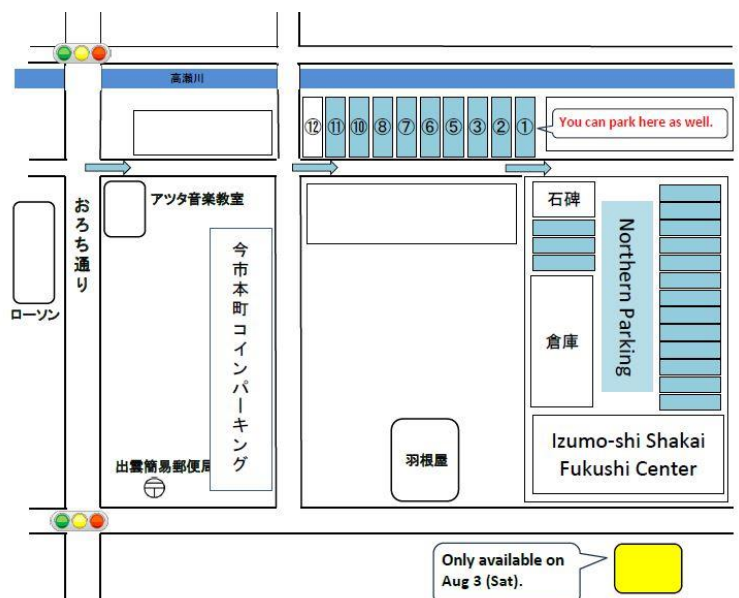 高瀬川
⑫ ⑪ ⑩ ⑧ ⑦ ⑥ ⑤ ③ ② ①
You can park here as well.
アツタ音楽教室
石碑
おろち通り
ローソン
今市本町コインパーキング
Northern Parking
倉庫
出雲簡易郵便局
羽根屋
Izumo-shi Shakai
Fukushi Center
Only available on
Aug 3 (Sat).